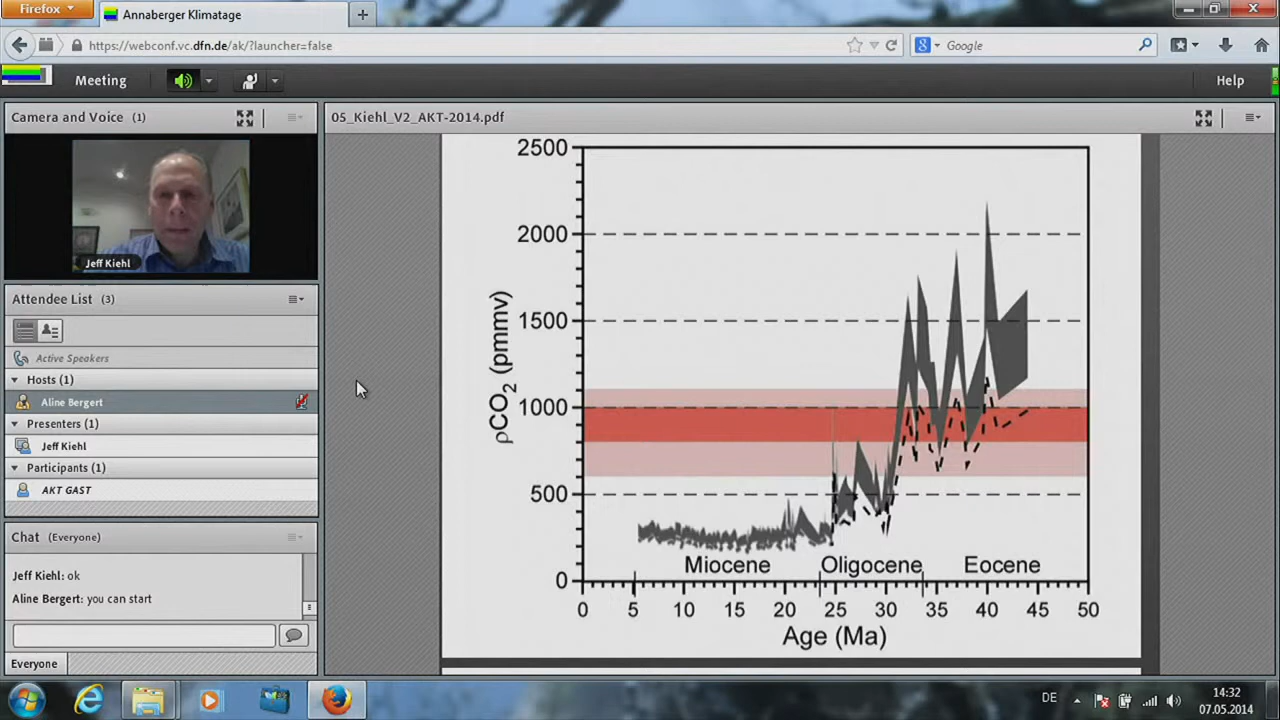 Firefox
Annaberger Klimatage
https://webconf.vc.dfn.de/ak/?launcher=false
Google
Meeting
Help
Camera and Voice (1)
05_Kiehl_V2_AKT-2014.pdf
Jeff Kiehl
Attendee List (3)
Active Speakers
Hosts (1)
Aline Bergert
Presenters (1)
Jeff Kiehl
Participants (1)
AKT GAST
Chat (Everyone)
Jeff Kiehl: ok
Aline Bergert: you can start
Everyone
2500
2000
1500
1000
500
0
ρCO2 (pmmv)
Miocene Oligocene Eocene
0 5 10 15 20 25 30 35 40 45 50
Age (Ma)
DE
14:32
07.05.2014